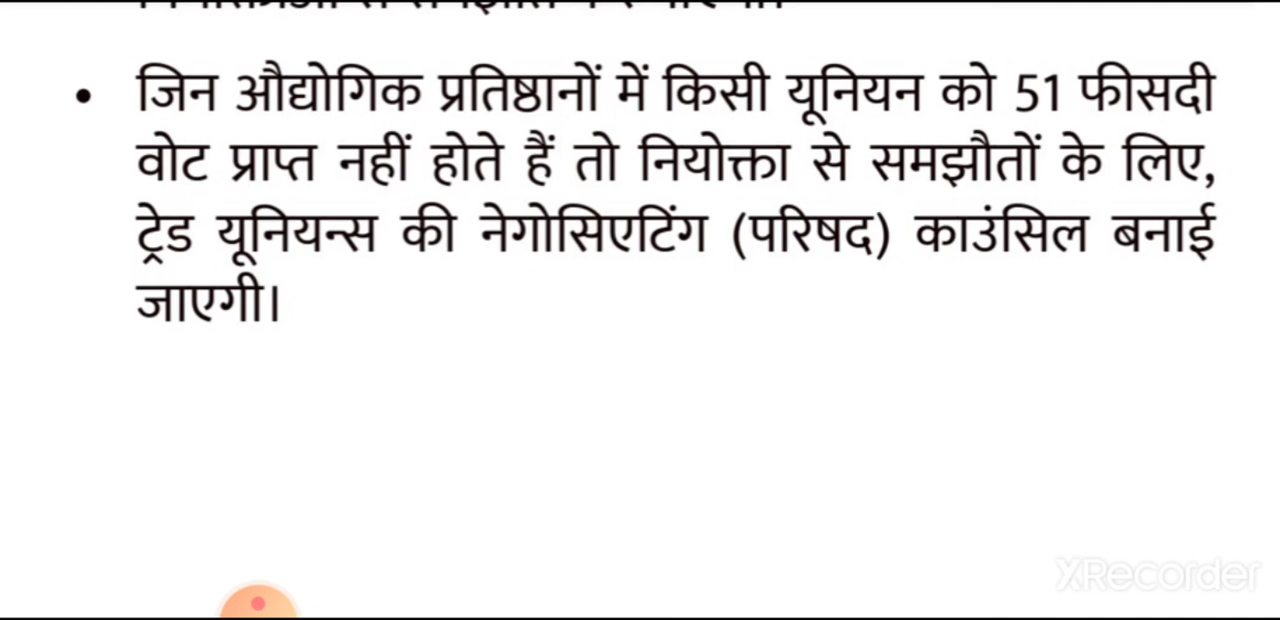 • जिन औद्योगिक प्रतिष्ठानों में किसी यूनियन को 51 फीसदी
वोट प्राप्त नहीं होते हैं तो नियोक्ता से समझौतों के लिए,
ट्रेड यूनियन्स की नेगोसिएटिंग (परिषद) काउंसिल बनाई
जाएगी।
XRecorder